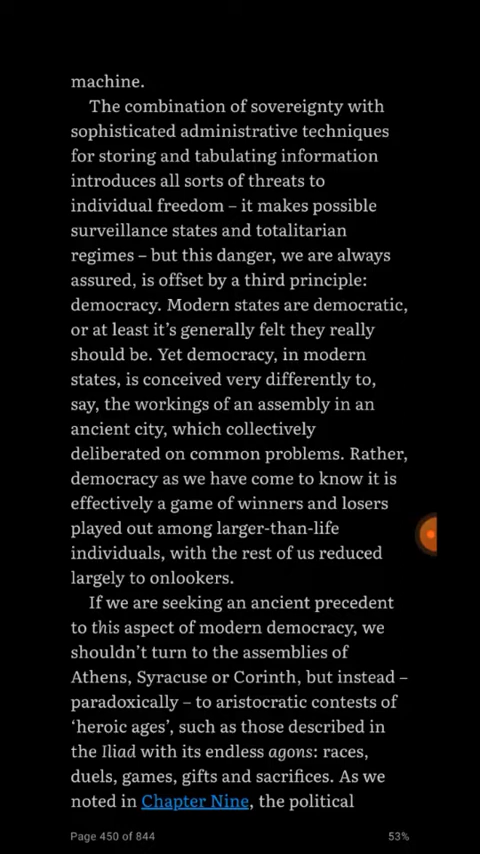 machine.
The combination of sovereignty with
sophisticated administrative techniques
for storing and tabulating information
introduces all sorts of threats to
individual freedom – it makes possible
surveillance states and totalitarian
regimes – but this danger, we are always
assured, is offset by a third principle:
democracy. Modern states are democratic,
or at least it’s generally felt they really
should be. Yet democracy, in modern
states, is conceived very differently to,
say, the workings of an assembly in an
ancient city, which collectively
deliberated on common problems. Rather,
democracy as we have come to know it is
effectively a game of winners and losers
played out among larger-than-life
individuals, with the rest of us reduced
largely to onlookers.
If we are seeking an ancient precedent
to this aspect of modern democracy, we
shouldn’t turn to the assemblies of
Athens, Syracuse or Corinth, but instead –
paradoxically – to aristocratic contests of
‘heroic ages’, such as those described in
the Iliad with its endless agons: races,
duels, games, gifts and sacrifices. As we
noted in Chapter Nine, the political
Page 450 of 844 53%